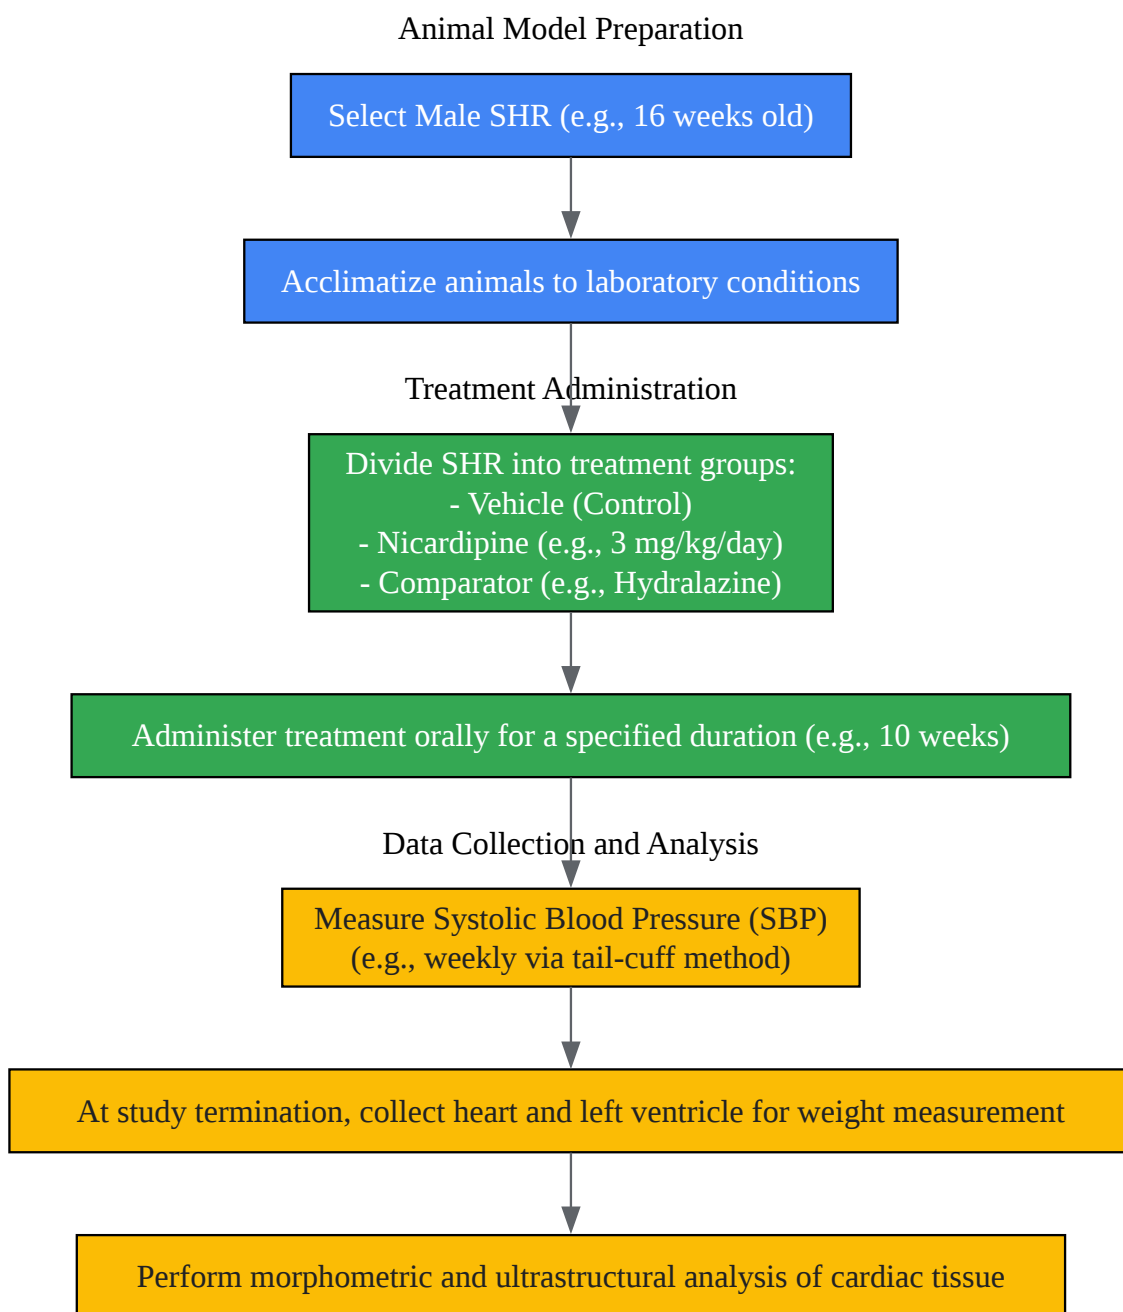 Animal Model Preparation
Select Male SHR (e.g., 16 weeks old)
Acclimatize animals to laboratory conditions
Treatment Administration
Divide SHR into treatment groups:
- Vehicle (Control)
- Nicardipine (e.g., 3 mg/kg/day)
- Comparator (e.g., Hydralazine)
Administer treatment orally for a specified duration (e.g., 10 weeks)
Data Collection and Analysis
Measure Systolic Blood Pressure (SBP)
(e.g., weekly via tail-cuff method)
At study termination, collect heart and left ventricle for weight measurement
Perform morphometric and ultrastructural analysis of cardiac tissue